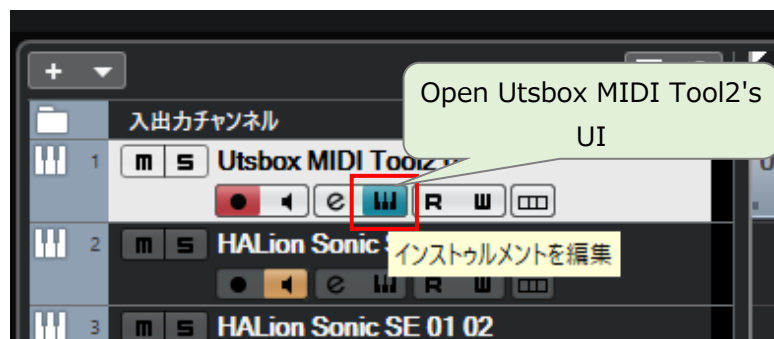 Open Utsbox MIDI Tool2's
UI
入出力チャンネル
1 m s Utsbox MIDI Tool2
e R W
インストゥルメントを編集
2 m s HALion Sonic
e R W
3 m s HALion Sonic SE 01 02